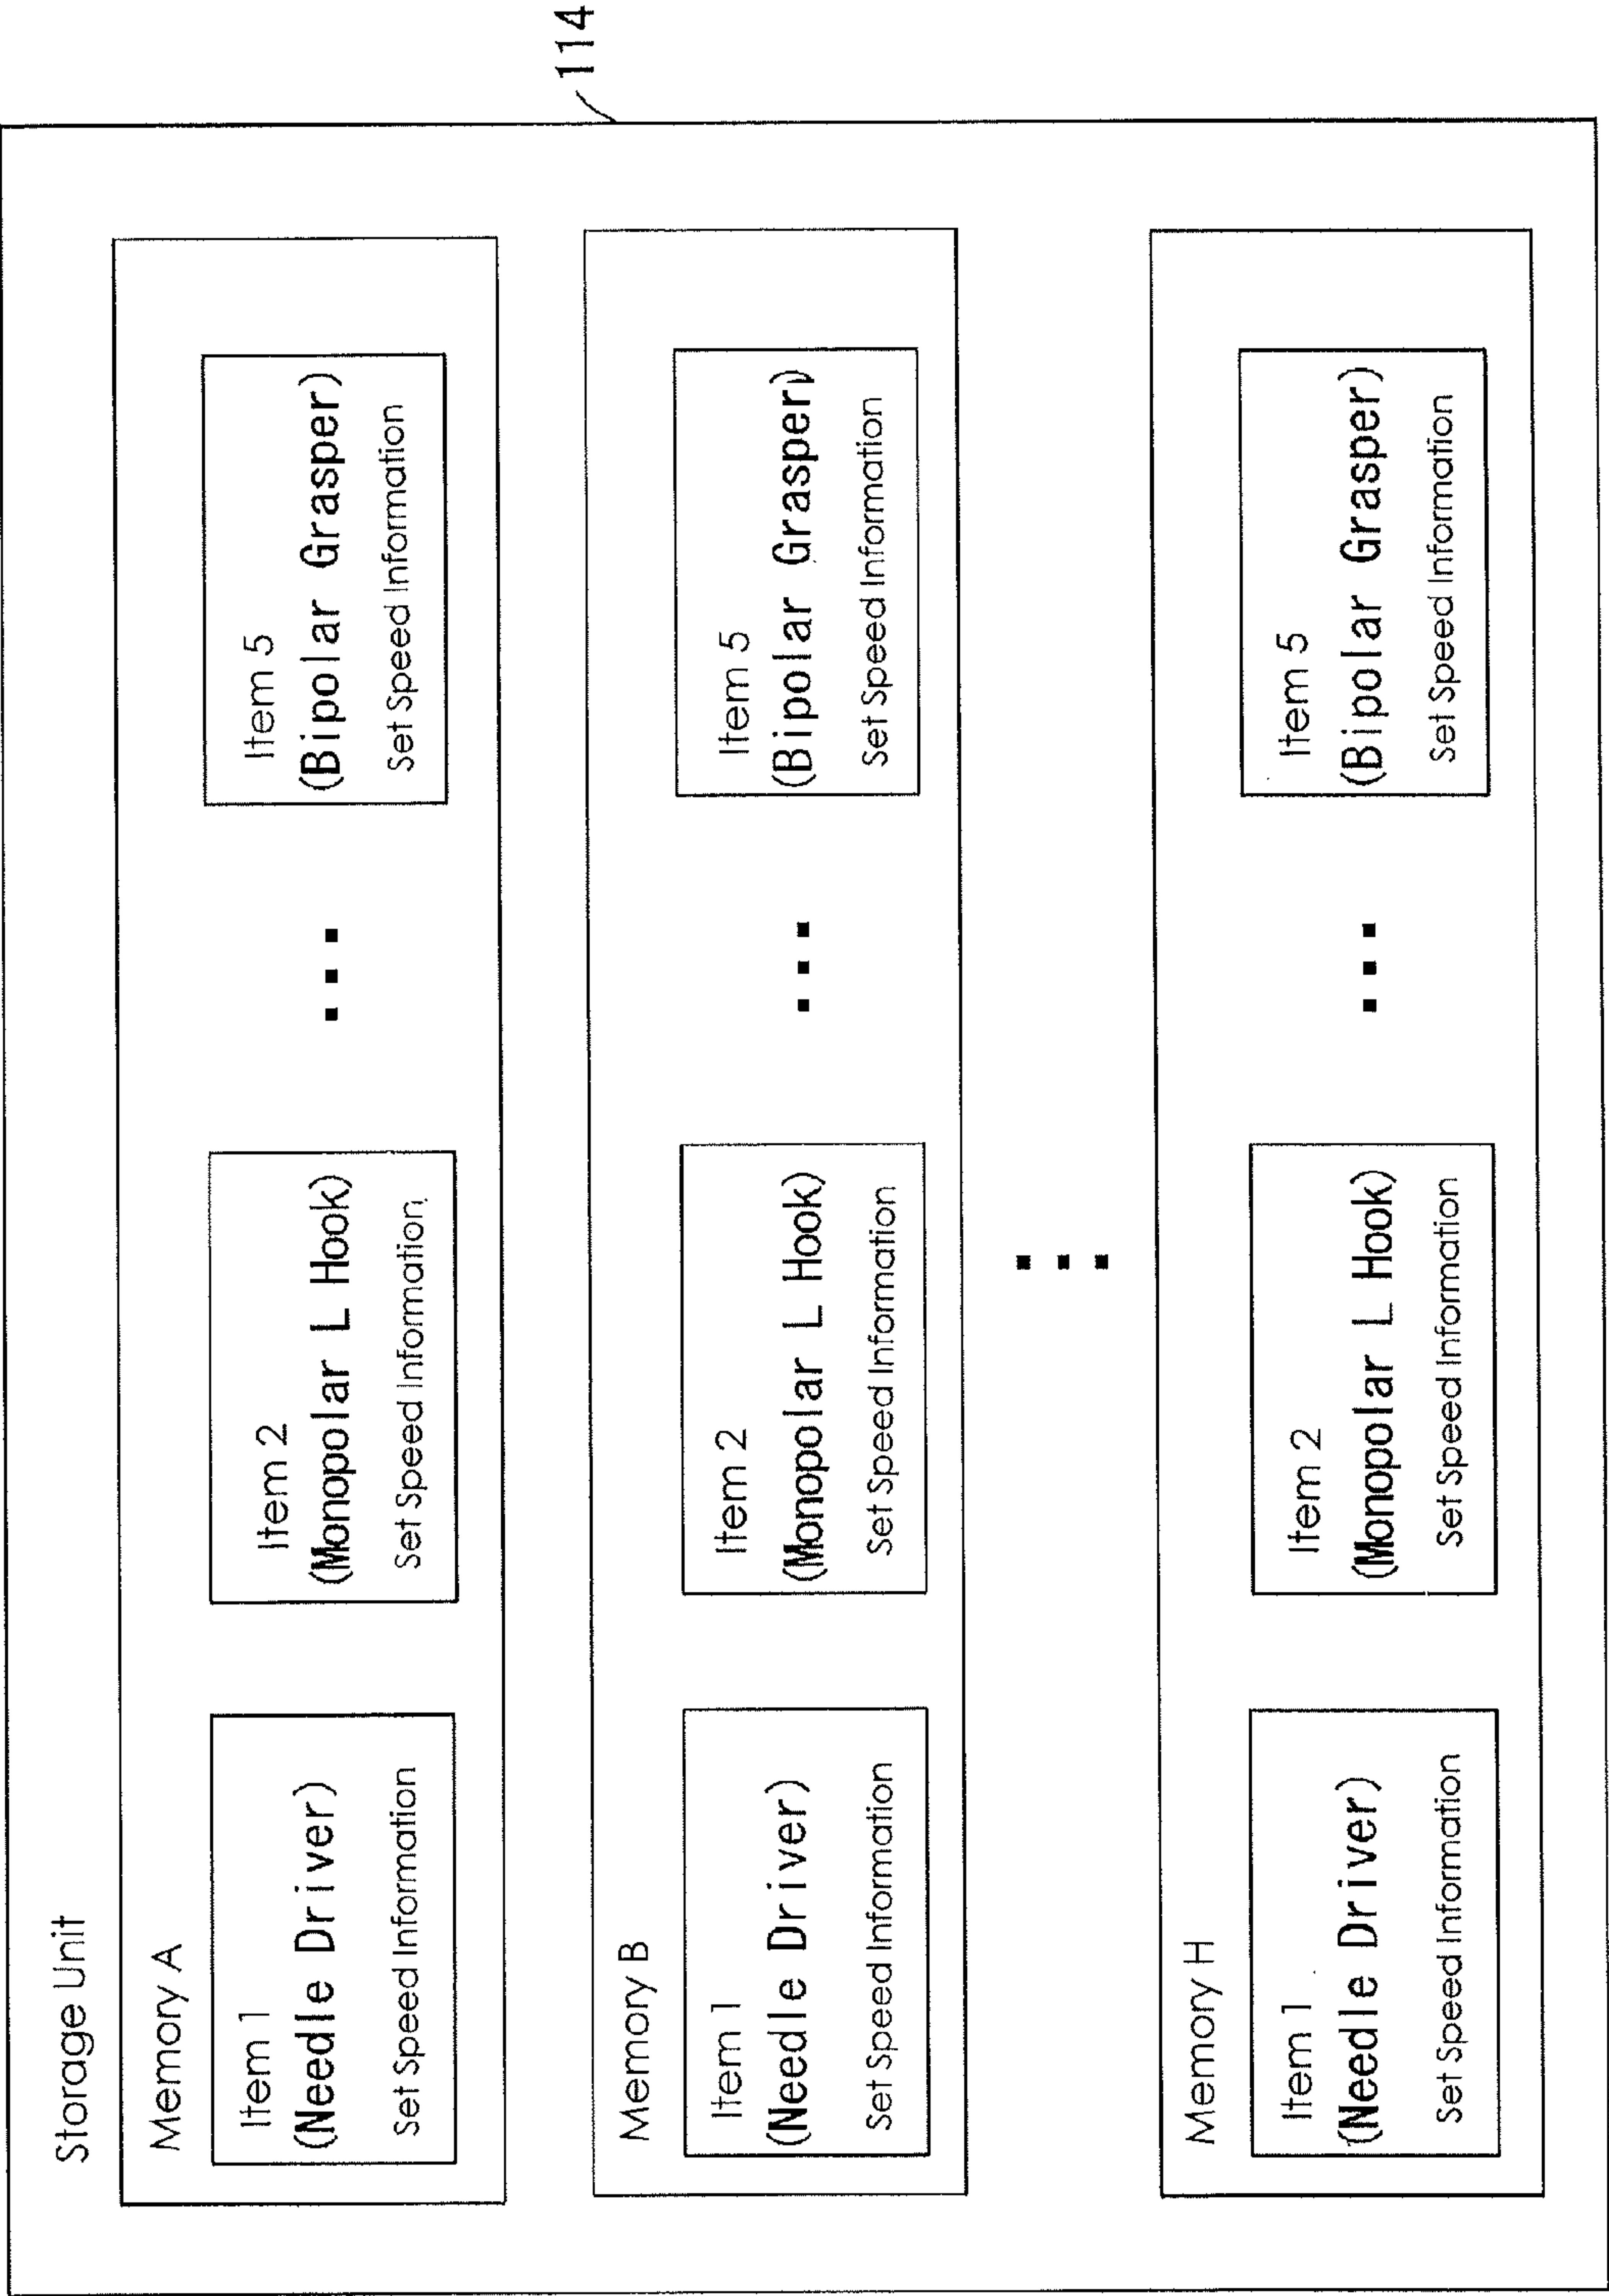 Storage Unit
114
Memory A
Item 1
(Needle Driver)
Set Speed Information
Item 2
(Monopolar L Hook)
Set Speed Information
...
Item 5
(Bipolar Grasper)
Set Speed Information
Memory B
Item 1
(Needle Driver)
Set Speed Information
Item 2
(Monopolar L Hook)
Set Speed Information
...
Item 5
(Bipolar Grasper)
Set Speed Information
...
Memory H
Item 1
(Needle Driver)
Set Speed Information
Item 2
(Monopolar L Hook)
Set Speed Information
...
Item 5
(Bipolar Grasper)
Set Speed Information